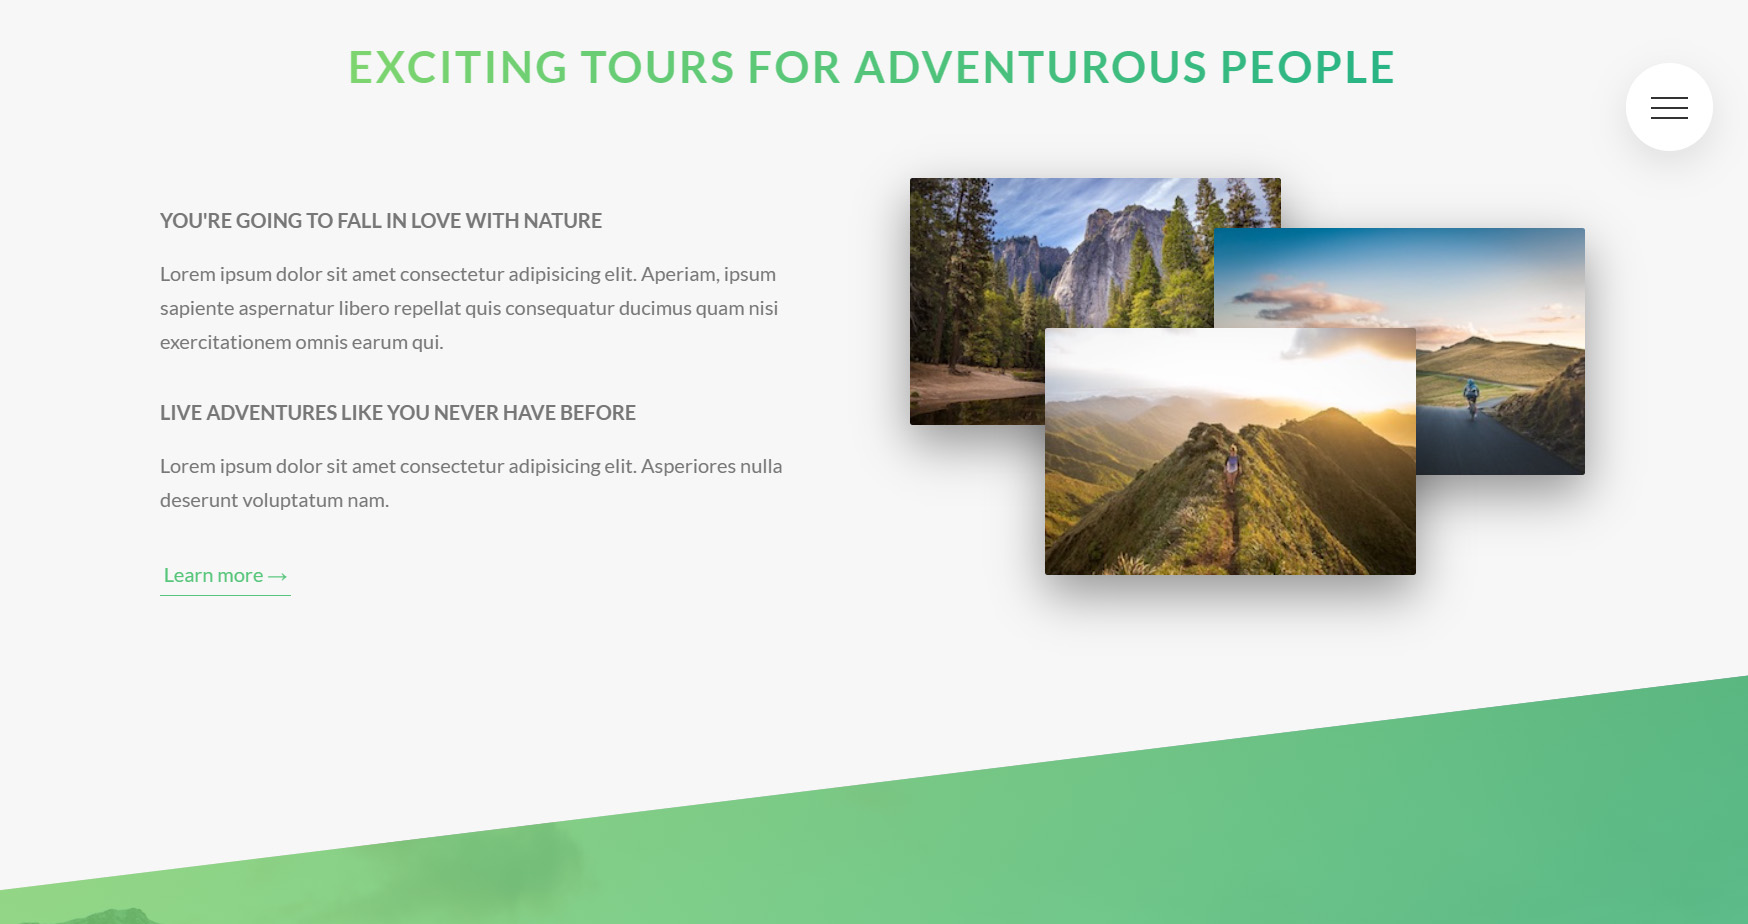 EXCITING TOURS FOR ADVENTUROUS PEOPLE
YOU'RE GOING TO FALL IN LOVE WITH NATURE
Lorem ipsum dolor sit amet consectetur adipisicing elit. Aperiam, ipsum
sapiente aspernatur libero repellat quis consequatur ducimus quam nisi
exercitationem omnis earum qui.
LIVE ADVENTURES LIKE YOU NEVER HAVE BEFORE
Lorem ipsum dolor sit amet consectetur adipisicing elit. Asperiores nulla
deserunt voluptatum nam.
Learn more →